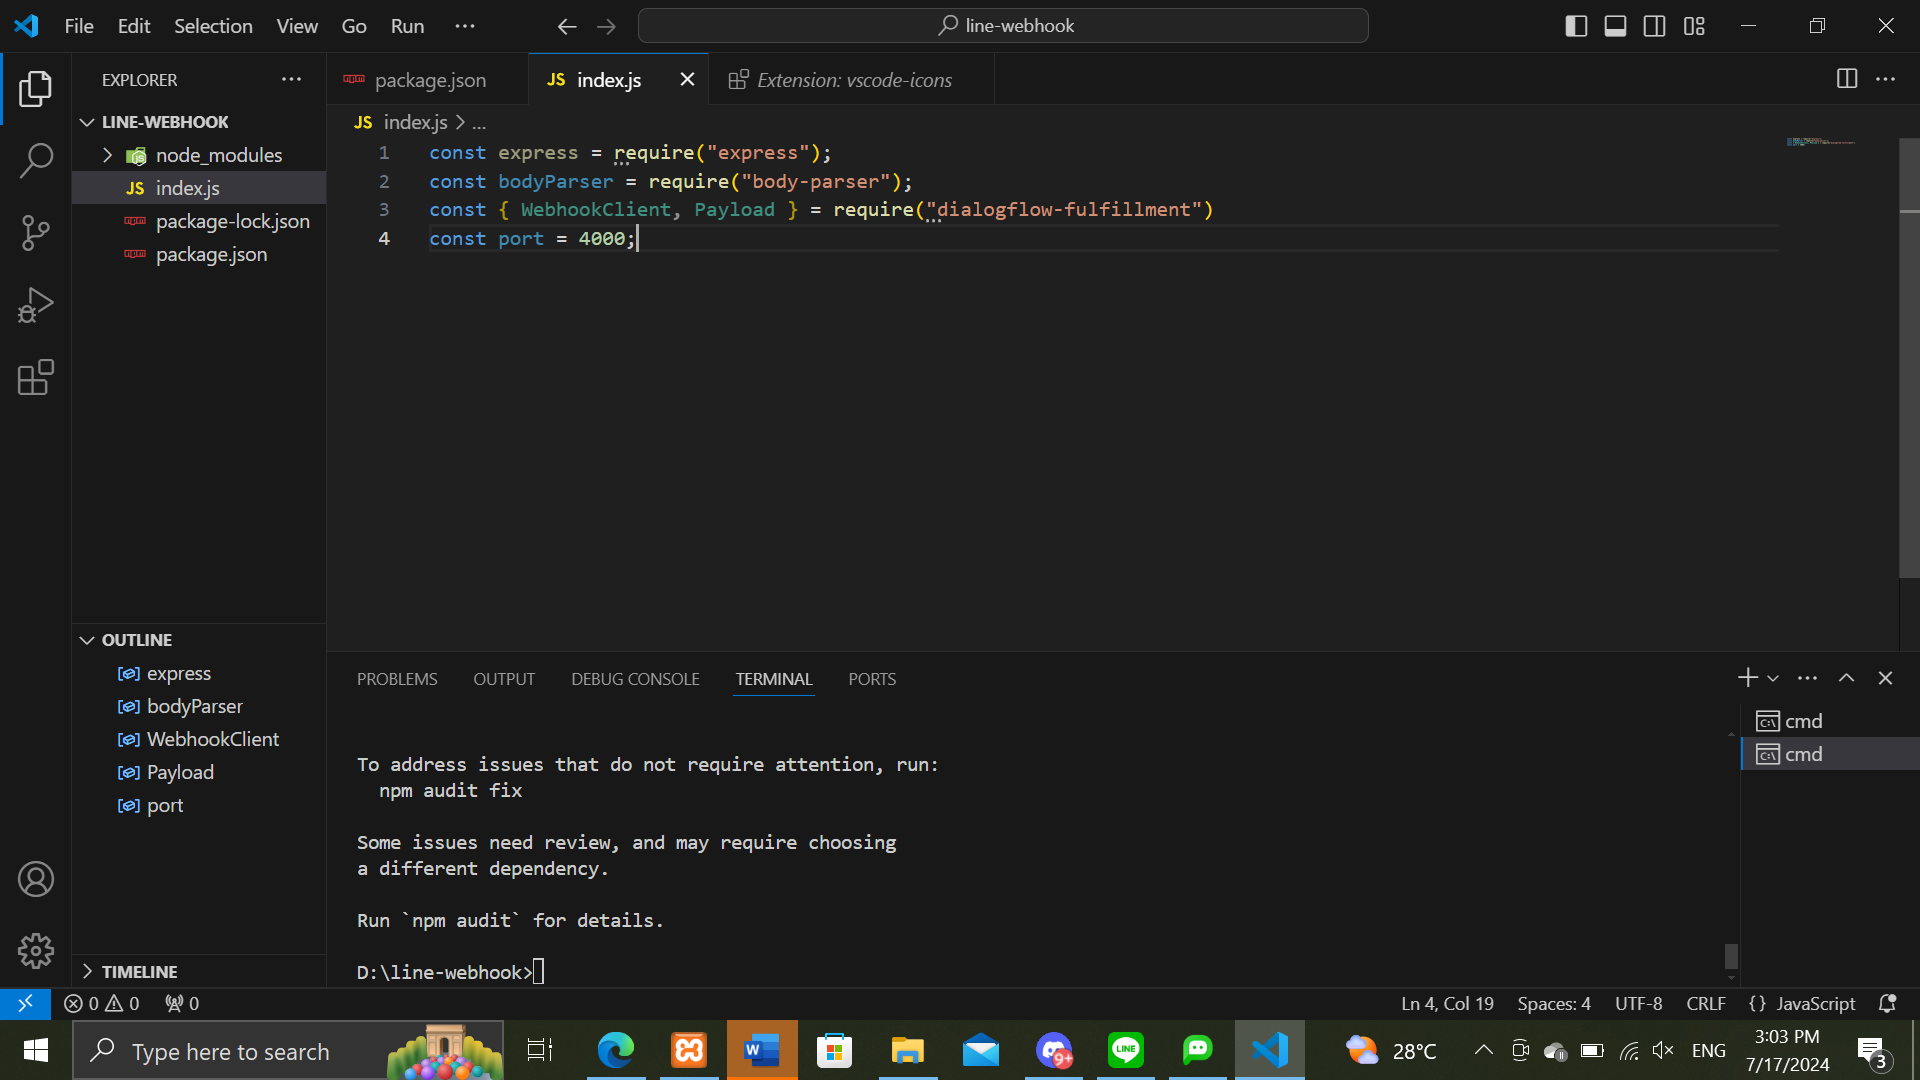 File Edit Selection View Go Run ···
line-webhook
EXPLORER ···
LINE-WEBHOOK
node_modules
JS index.js
package-lock.json
package.json
OUTLINE
express
bodyParser
WebhookClient
Payload
port
TIMELINE
package.json
JS index.js
Extension: vscode-icons
JS index.js > ...
1 const express = require("express");
2 const bodyParser = require("body-parser");
3 const { WebhookClient, Payload } = require("dialogflow-fulfillment")
4 const port = 4000;
PROBLEMS OUTPUT DEBUG CONSOLE TERMINAL PORTS
To address issues that do not require attention, run:
npm audit fix
Some issues need review, and may require choosing
a different dependency.
Run `npm audit` for details.
D:\line-webhook>
cmd
cmd
0 0 0
Ln 4, Col 19 Spaces: 4 UTF-8 CRLF {} JavaScript
Type here to search
W
9+
LINE
28°C
ENG
3:03 PM
7/17/2024
3